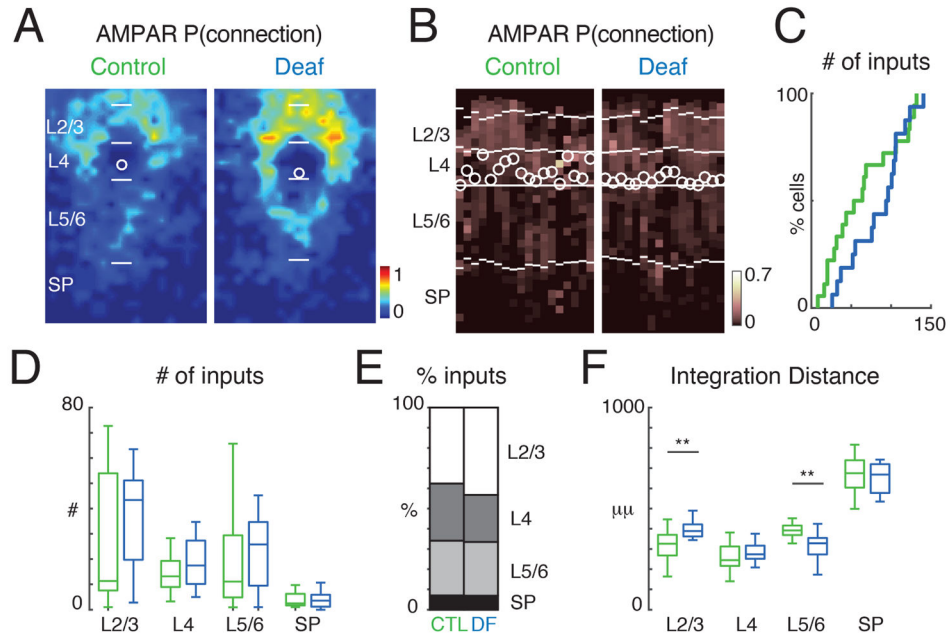 A
AMPAR P(connection)
Control Deaf
L2/3
L4
L5/6
SP
1
0
B
AMPAR P(connection)
Control Deaf
L2/3
L4
L5/6
SP
0.7
0
C
# of inputs
100
% cells
0
0 150
D
# of inputs
80
#
0
L2/3 L4 L5/6 SP
E
% inputs
100
%
0
L2/3
L4
L5/6
SP
CTL DF
F
Integration Distance
1000
µµ
0
**
**
L2/3 L4 L5/6 SP